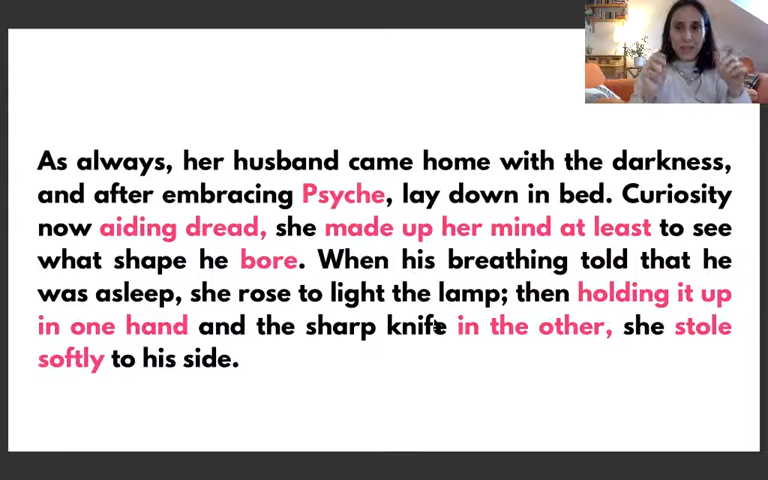 As always, her husband came home with the darkness,
and after embracing Psyche, lay down in bed. Curiosity
now aiding dread, she made up her mind at least to see
what shape he bore. When his breathing told that he
was asleep, she rose to light the lamp; then holding it up
in one hand and the sharp knife in the other, she stole
softly to his side.